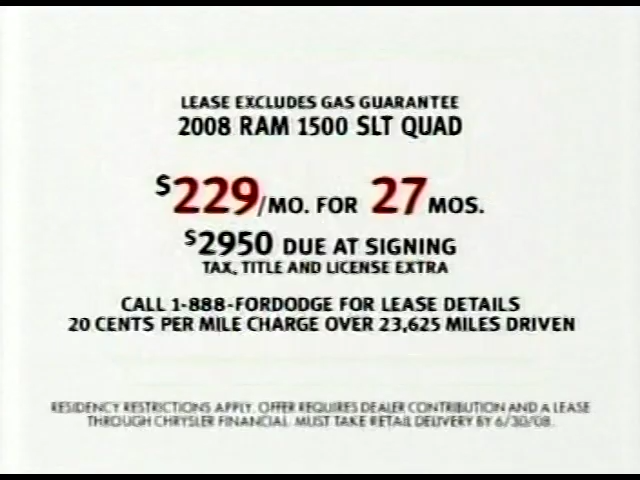 LEASE EXCLUDES GAS GUARANTEE
2008 RAM 1500 SLT QUAD
$229/MO. FOR 27 MOS.
$2950 DUE AT SIGNING
TAX, TITLE AND LICENSE EXTRA
CALL 1-888-FORDODGE FOR LEASE DETAILS
20 CENTS PER MILE CHARGE OVER 23,625 MILES DRIVEN
RESIDENCY RESTRICTIONS APPLY. OFFER REQUIRES DEALER CONTRIBUTION AND A LEASE
THROUGH CHRYSLER FINANCIAL. MUST TAKE RETAIL DELIVERY BY 6/30/08.